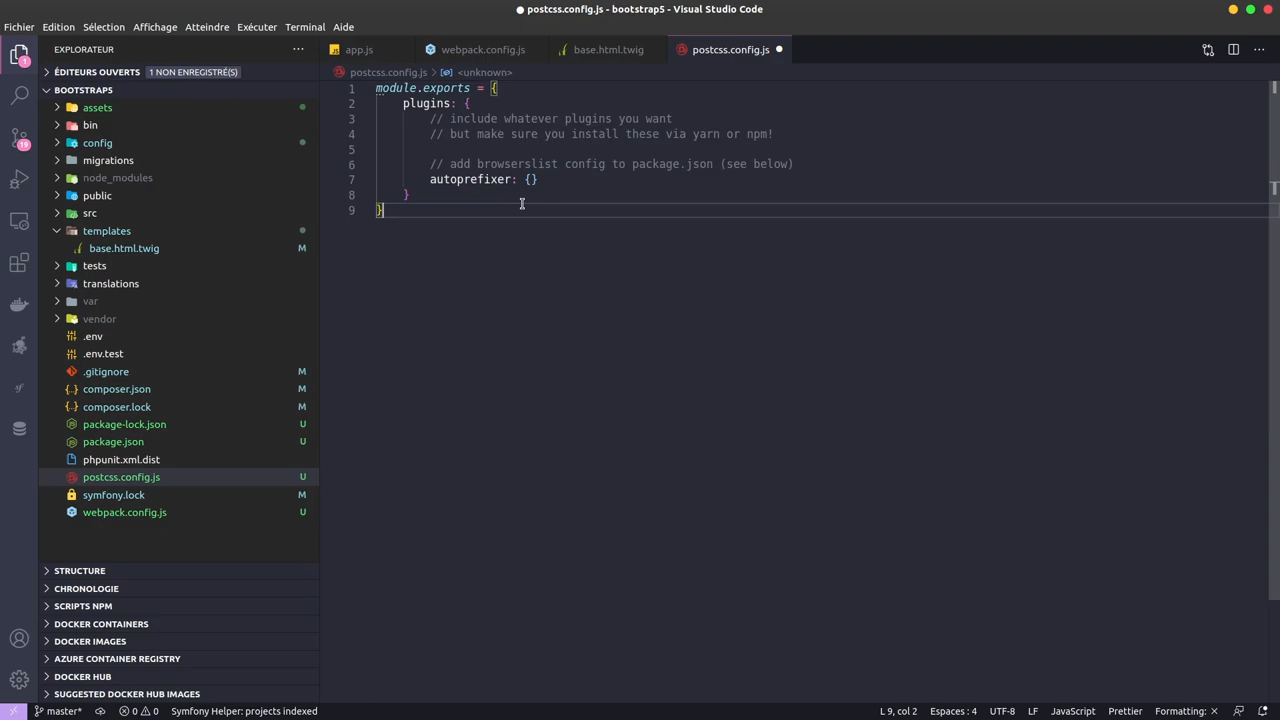 ● postcss.config.js - bootstrap5 - Visual Studio Code
Fichier Edition Sélection Affichage Atteindre Exécuter Terminal Aide
EXPLORATEUR
ÉDITEURS OUVERTS 1 NON ENREGISTRÉ(S)
BOOTSTRAP5
assets
bin
config
migrations
node_modules
public
src
templates
base.html.twig M
tests
translations
var
vendor
.env
.env.test
.gitignore M
composer.json M
composer.lock M
package-lock.json U
package.json U
phpunit.xml.dist
postcss.config.js U
symfony.lock M
webpack.config.js U
STRUCTURE
CHRONOLOGIE
SCRIPTS NPM
DOCKER CONTAINERS
DOCKER IMAGES
AZURE CONTAINER REGISTRY
DOCKER HUB
SUGGESTED DOCKER HUB IMAGES
1
19
app.js webpack.config.js base.html.twig postcss.config.js
postcss.config.js > <unknown>
1 module.exports = {
2 plugins: {
3 // include whatever plugins you want
4 // but make sure you install these via yarn or npm!
5
6 // add browserslist config to package.json (see below)
7 autoprefixer: {}
8 }
9 }
master* 0 0 Symfony Helper: projects indexed L 9, col 2 Espaces : 4 UTF-8 LF JavaScript Prettier Formatting: ×